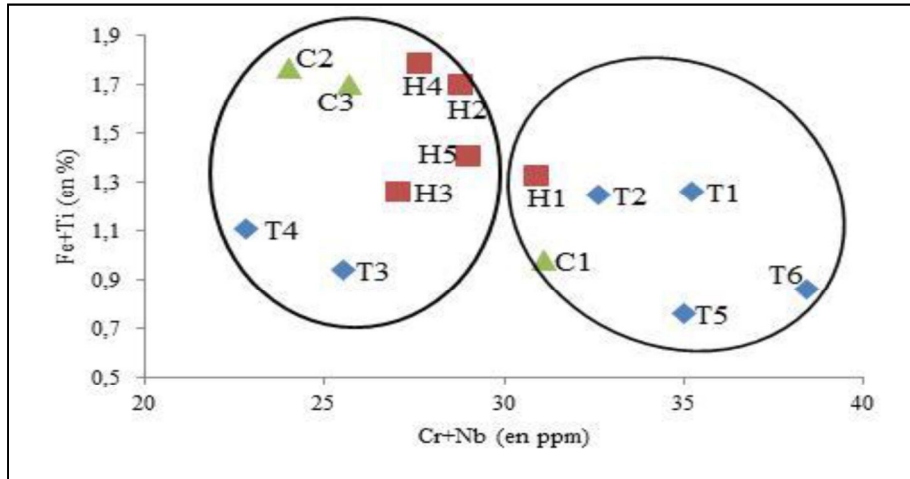 Fe+Ti (en %)
1,9
1,7
1,5
1,3
1,1
0,9
0,7
0,5
C2
C3
H4
H2
H5
H3
T4
T3
H1
T2
T1
C1
T6
T5
20 25 30 35 40
Cr+Nb (en ppm)